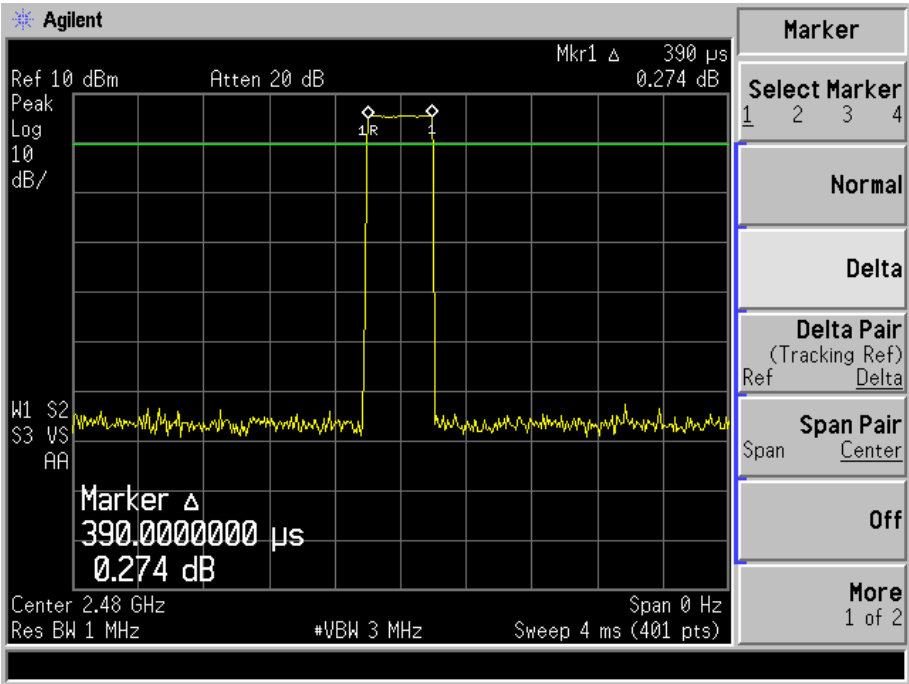 Agilent
Marker
Mkr1 Δ 390 µs
Ref 10 dBm Atten 20 dB 0.274 dB
Peak
Log
10
dB/
1R 1
W1 S2
S3 VS
AA
Marker Δ
390.0000000 µs
0.274 dB
Center 2.48 GHz Span 0 Hz
Res BW 1 MHz #VBW 3 MHz Sweep 4 ms (401 pts)
Select Marker
1 2 3 4
Normal
Delta
Delta Pair
(Tracking Ref)
Ref Delta
Span Pair
Span Center
Off
More
1 of 2